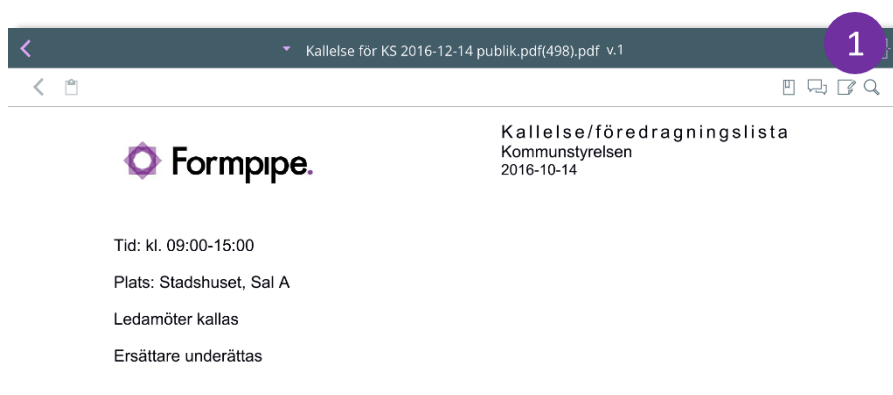 Kallelse för KS 2016-12-14 publik.pdf(498).pdf v.1
1
Formpipe.
Kallelse/föredragningslista
Kommunstyrelsen
2016-10-14
Tid: kl. 09:00-15:00
Plats: Stadshuset, Sal A
Ledamöter kallas
Ersättare underättas